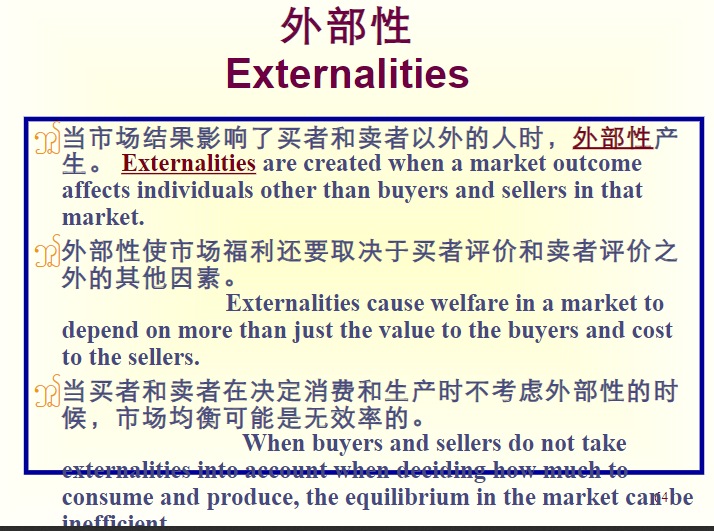 外部性
Externalities
当市场结果影响了买者和卖者以外的人时，外部性产
生。 Externalities are created when a market outcome
affects individuals other than buyers and sellers in that
market.
外部性使市场福利还要取决于买者评价和卖者评价之
外的其他因素。
Externalities cause welfare in a market to
depend on more than just the value to the buyers and cost
to the sellers.
当买者和卖者在决定消费和生产时不考虑外部性的时
候，市场均衡可能是无效率的。
When buyers and sellers do not take
externalities into account when deciding how much to
consume and produce, the equilibrium in the market can be
inefficient